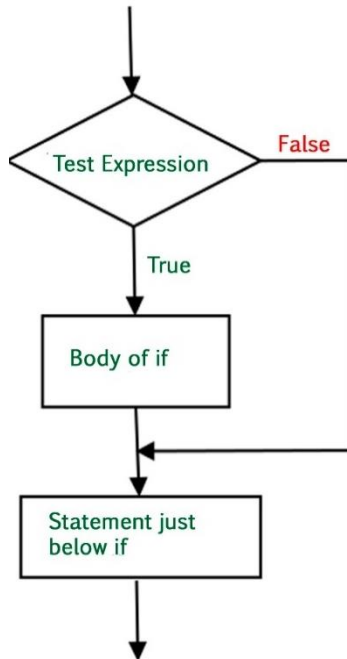 Test Expression
False
True
Body of if
Statement just
below if